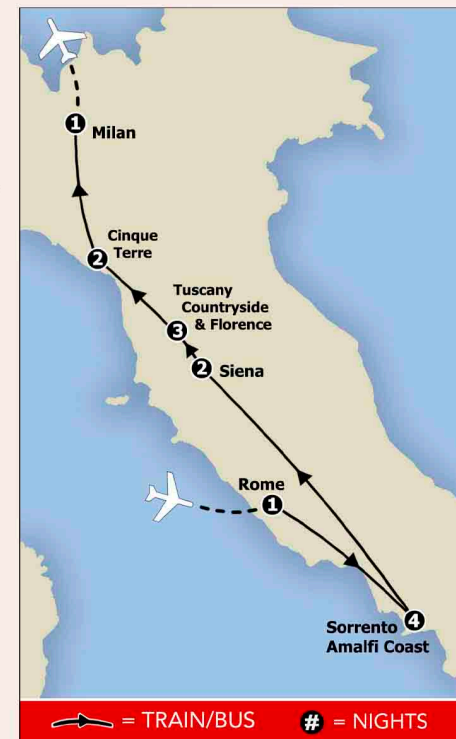 1
Milan
Cinque
Terre
2
Tuscany
Countryside
& Florence
3
2
Siena
Rome
1
4
Sorrento
Amalfi Coast
= TRAIN/BUS
# = NIGHTS